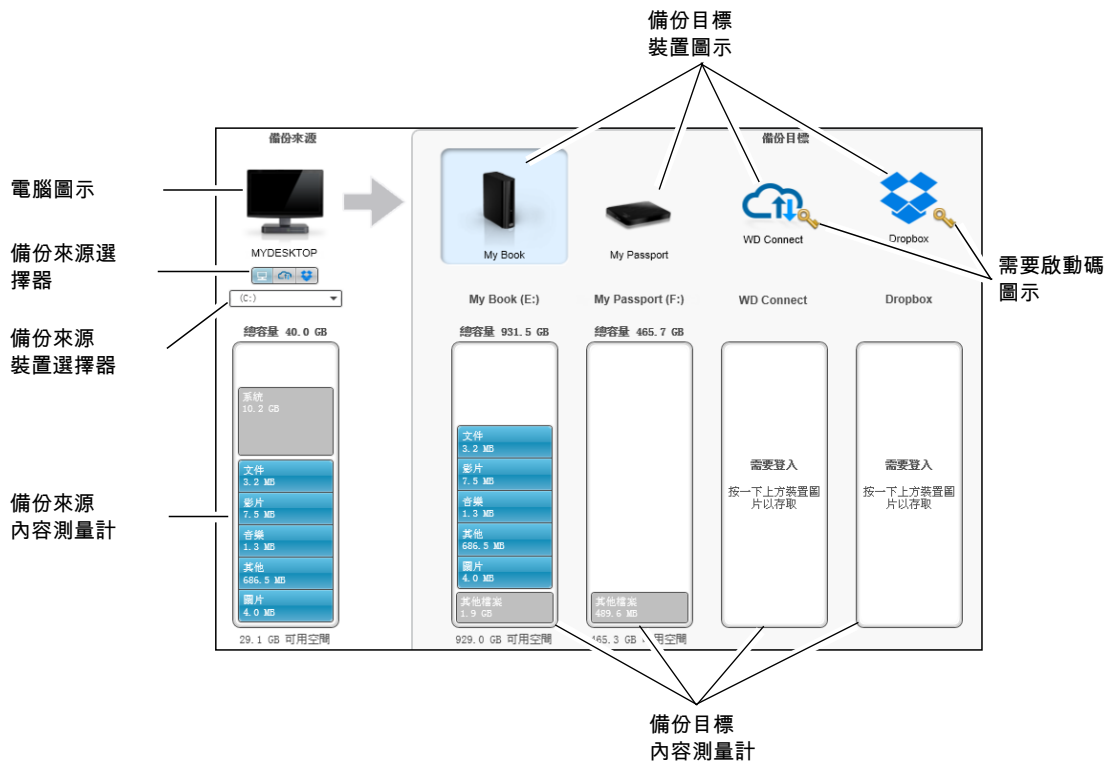 備份目標
裝置圖示
備份來源
備份目標
電腦圖示
MYDESKTOP
My Book
My Passport
WD Connect
Dropbox
備份來源選
擇器
需要啟動碼
圖示
(C:)
My Book (E:)
My Passport (F:)
WD Connect
Dropbox
備份來源
裝置選擇器
總容量 40.0 GB
總容量 931.5 GB
總容量 465.7 GB
系統
10.2 GB
文件
3.2 MB
影片
7.5 MB
音樂
1.3 MB
其他
686.5 MB
圖片
4.0 MB
29.1 GB 可用空間
文件
3.2 MB
影片
7.5 MB
音樂
1.3 MB
其他
686.5 MB
圖片
4.0 MB
其他檔案
1.9 GB
929.0 GB 可用空間
其他檔案
489.6 MB
465.3 GB 可用空間
需要登入
按一下上方裝置圖
片以存取
需要登入
按一下上方裝置圖
片以存取
備份來源
內容測量計
備份目標
內容測量計